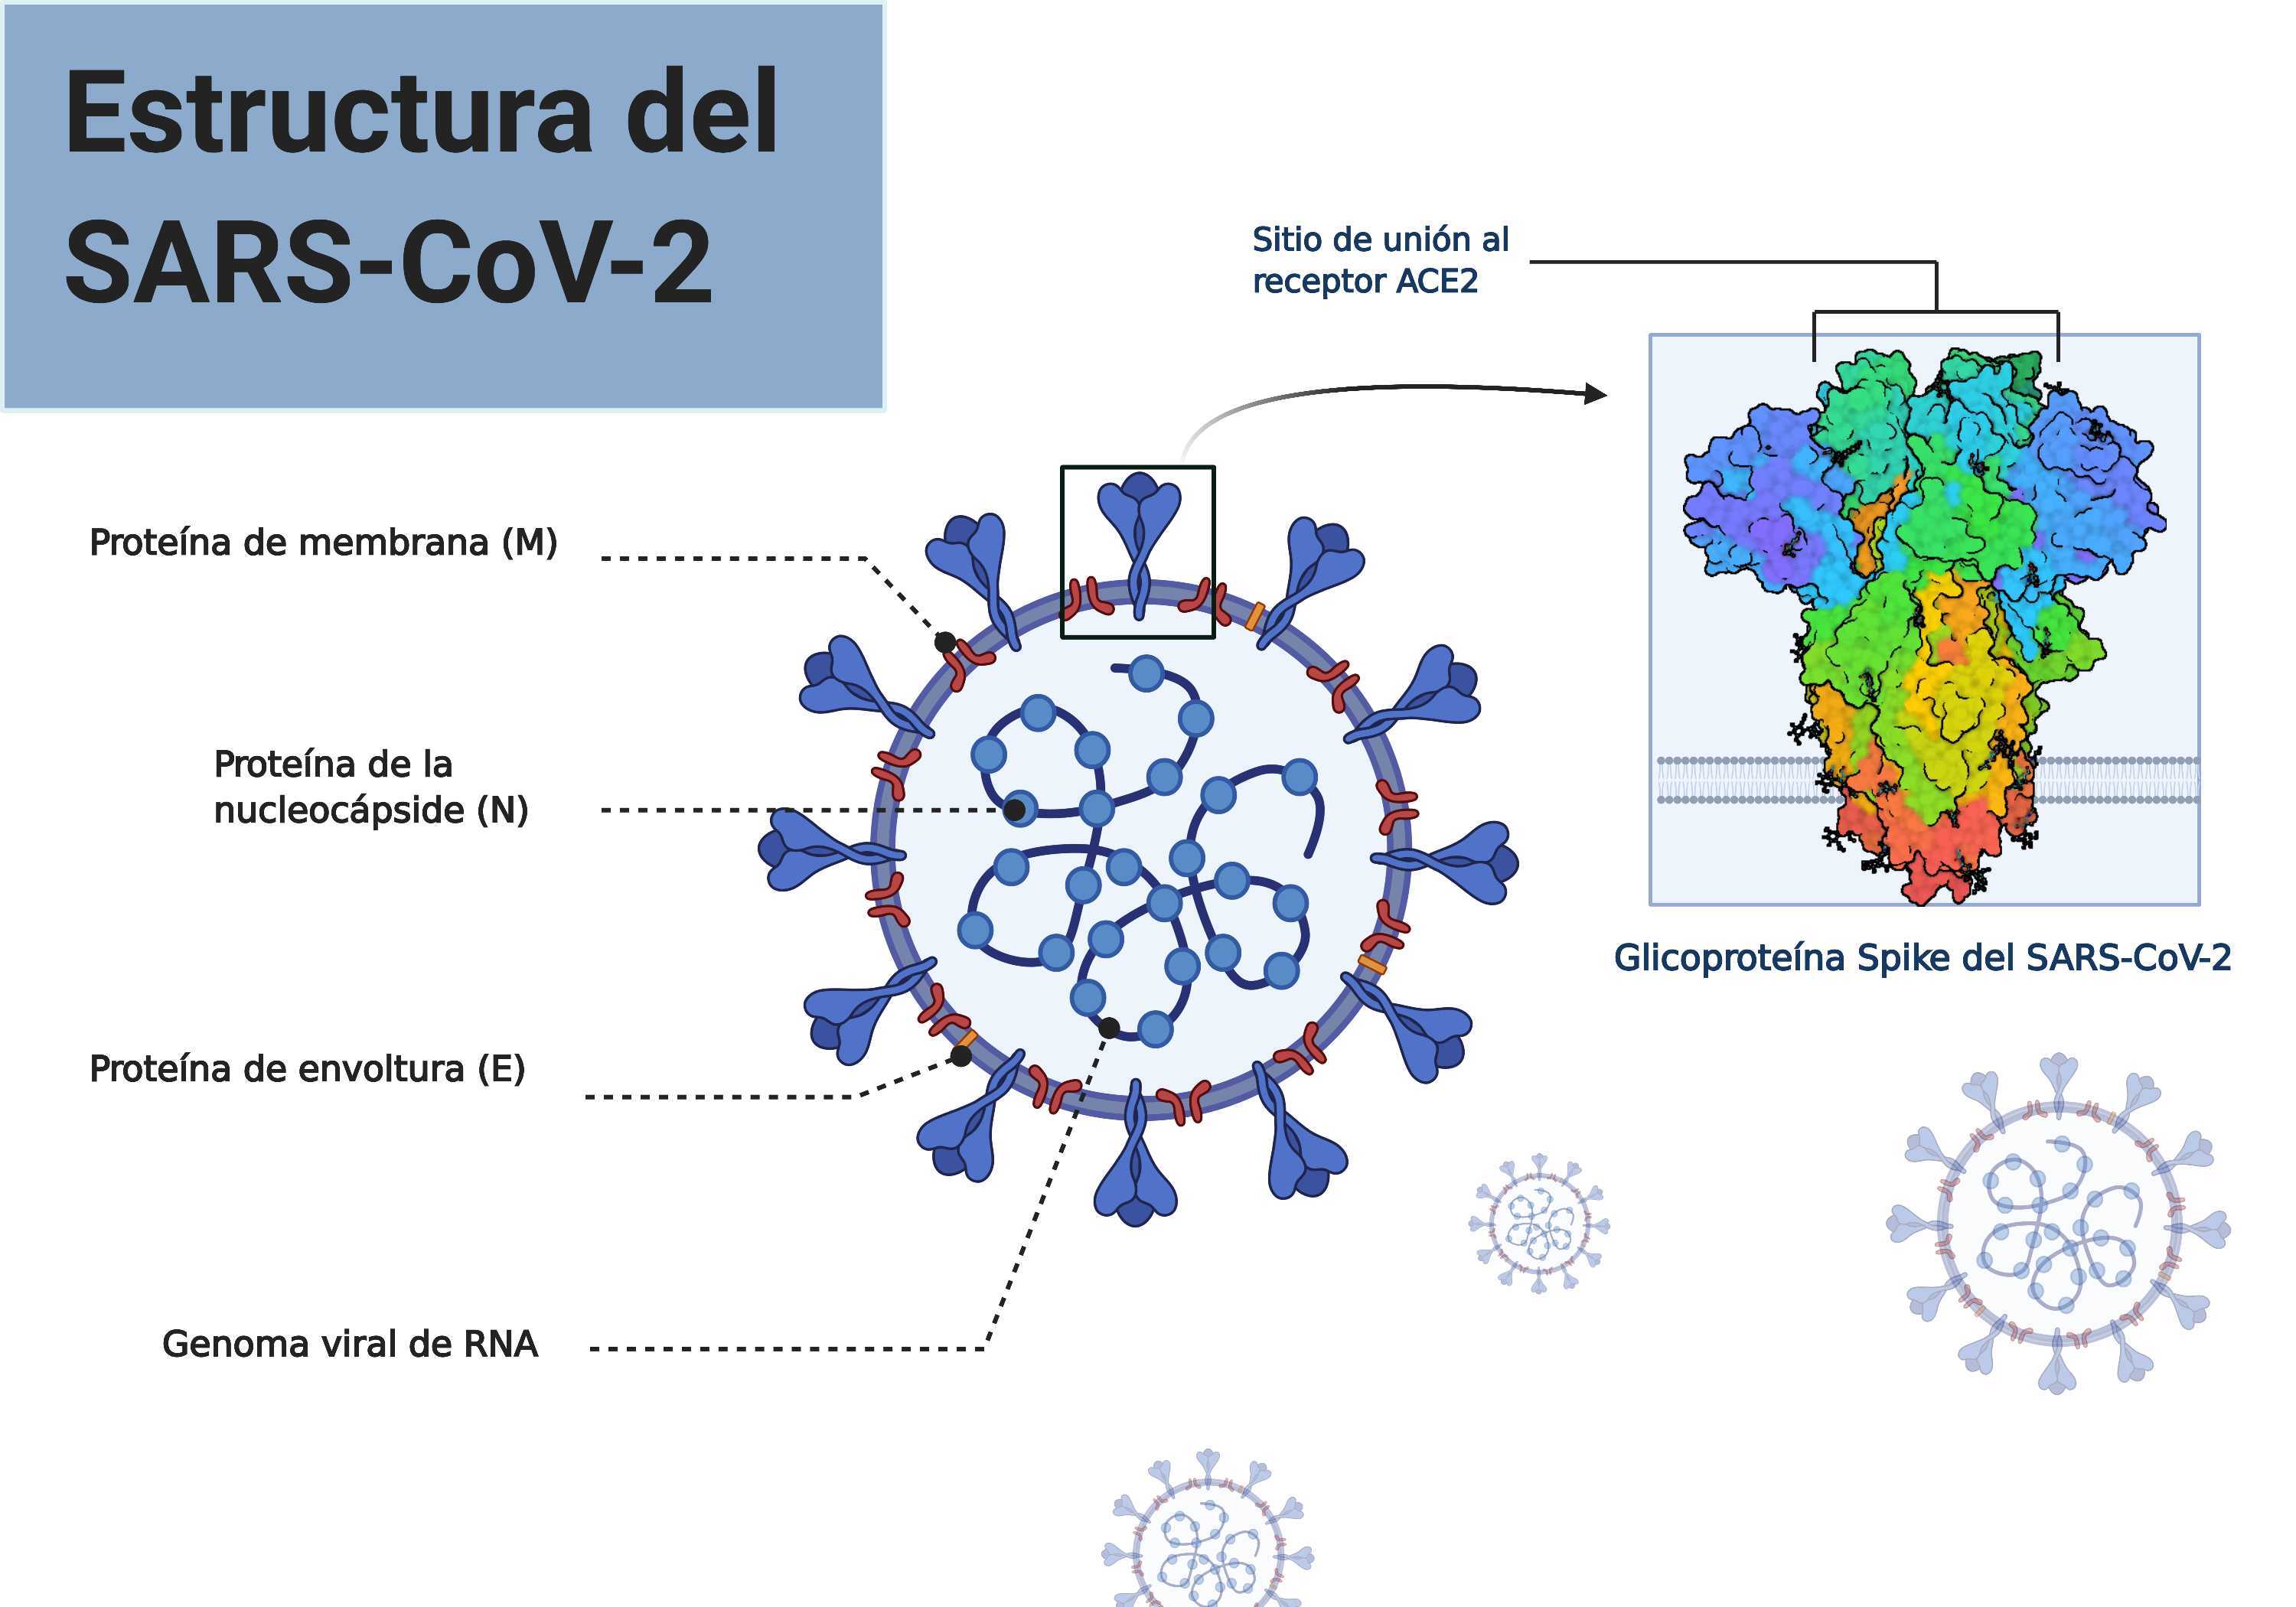 Estructura del
SARS-CoV-2
Sitio de unión al
receptor ACE2
Proteína de membrana (M)
Proteína de la
nucleocápside (N)
Glicoproteína Spike del SARS-CoV-2
Proteína de envoltura (E)
Genoma viral de RNA